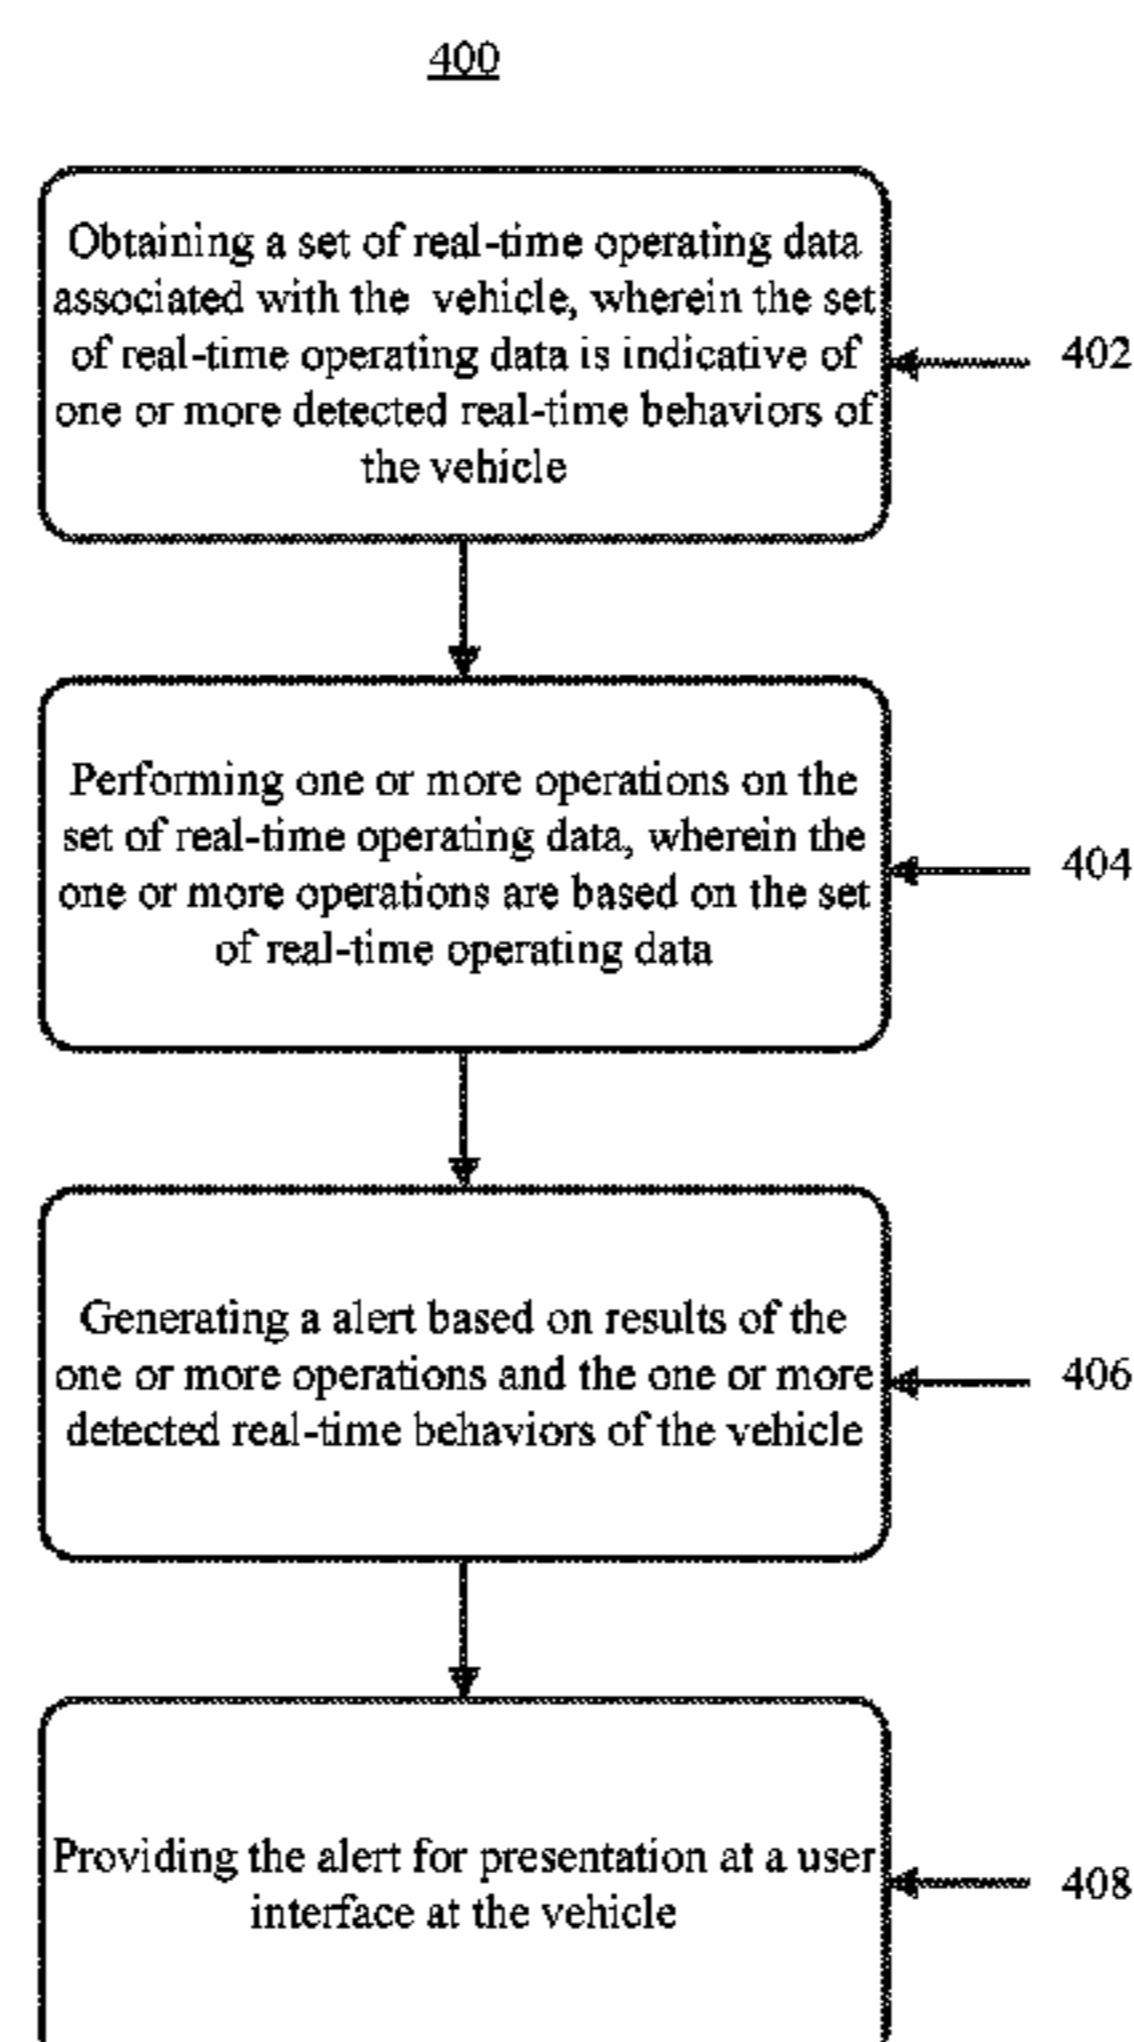 400
Obtaining a set of real-time operating data
associated with the vehicle, wherein the set
of real-time operating data is indicative of
one or more detected real-time behaviors of
the vehicle
402
Performing one or more operations on the
set of real-time operating data, wherein the
one or more operations are based on the set
of real-time operating data
404
Generating a alert based on results of the
one or more operations and the one or more
detected real-time behaviors of the vehicle
406
Providing the alert for presentation at a user
interface at the vehicle
408